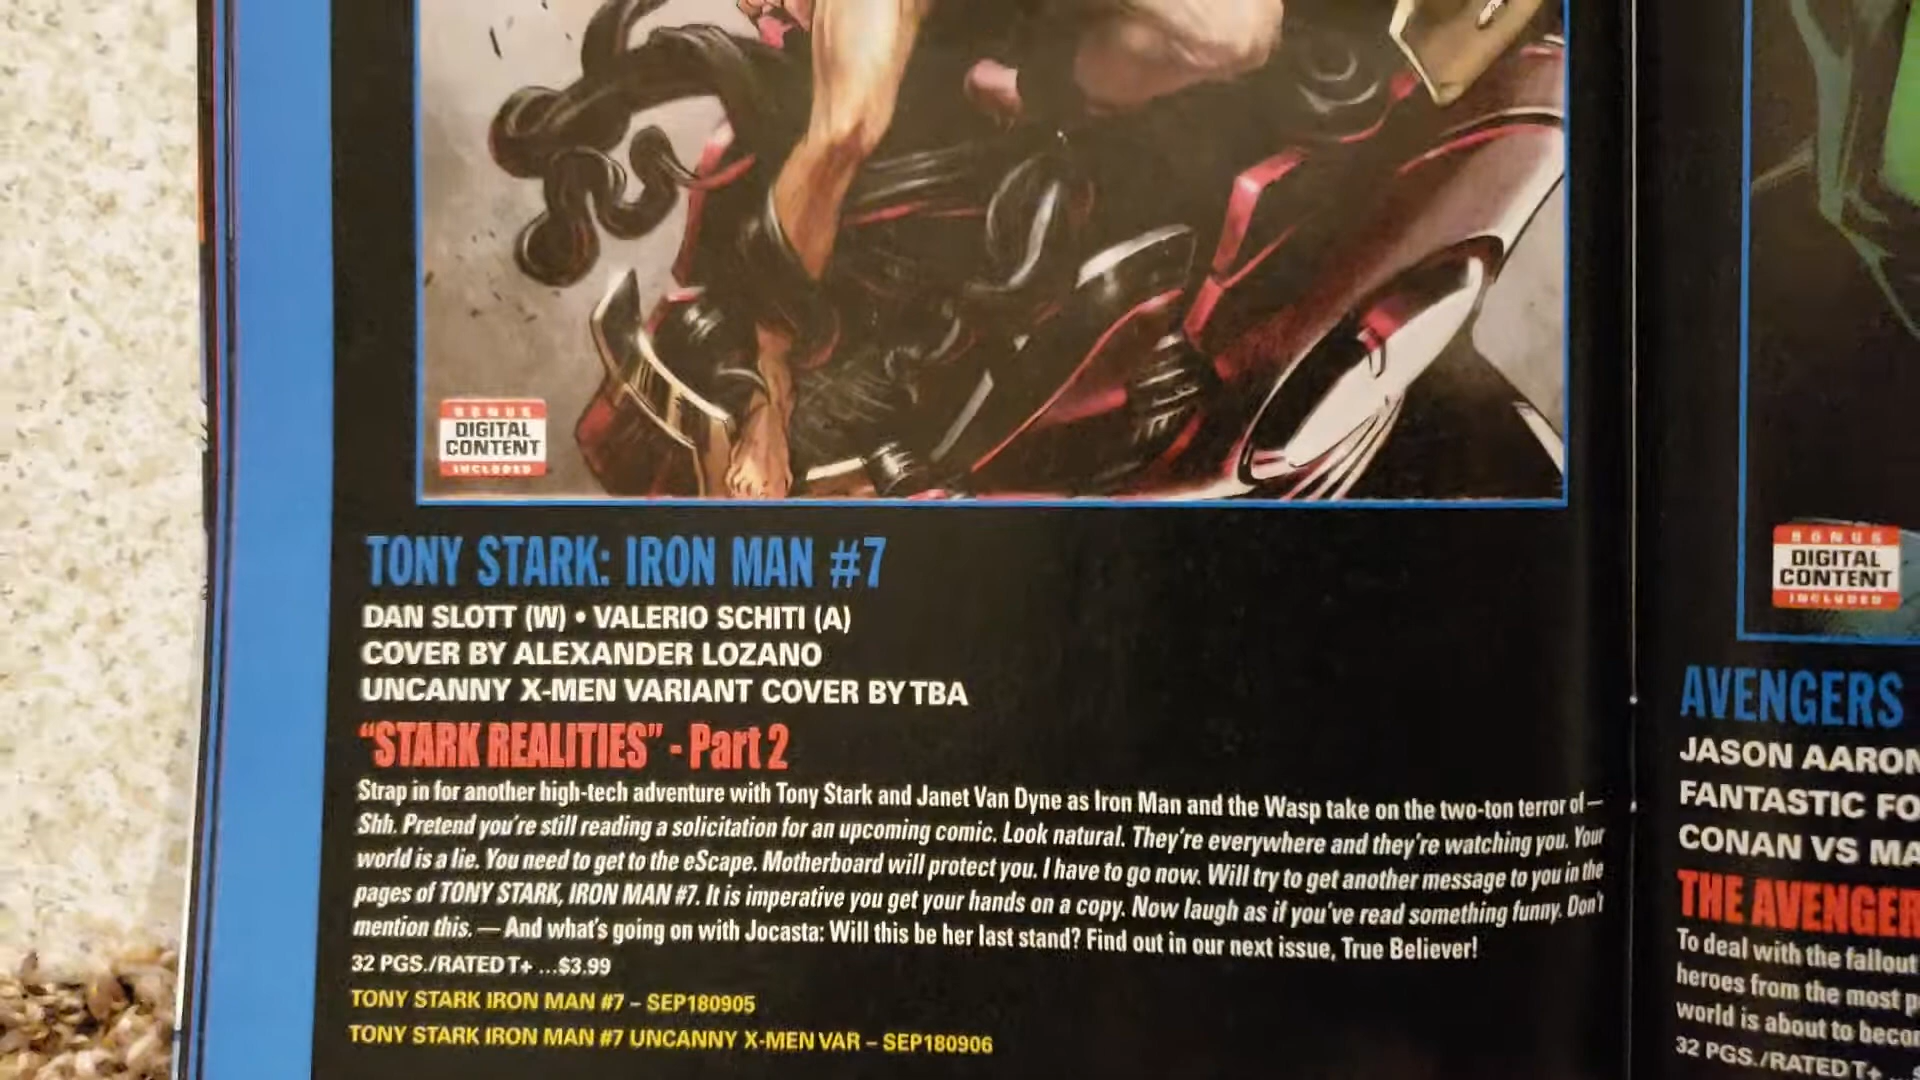 BONUS
DIGITAL
CONTENT
INCLUDED
TONY STARK: IRON MAN #7
DAN SLOTT (W) • VALERIO SCHITI (A)
COVER BY ALEXANDER LOZANO
UNCANNY X-MEN VARIANT COVER BY TBA
“STARK REALITIES” - Part 2
Strap in for another high-tech adventure with Tony Stark and Janet Van Dyne as Iron Man and the Wasp take on the two-ton terror of —
Shh. Pretend you’re still reading a solicitation for an upcoming comic. Look natural. They’re everywhere and they’re watching you. Your
world is a lie. You need to get to the eScape. Motherboard will protect you. I have to go now. Will try to get another message to you in the
pages of TONY STARK, IRON MAN #7. It is imperative you get your hands on a copy. Now laugh as if you’ve read something funny. Don’t
mention this. — And what’s going on with Jocasta: Will this be her last stand? Find out in our next issue, True Believer!
32 PGS./RATED T+ ...$3.99
TONY STARK IRON MAN #7 – SEP180905
TONY STARK IRON MAN #7 UNCANNY X-MEN VAR – SEP180906
BONUS
DIGITAL
CONTENT
INCLUDED
AVENGERS
JASON AARON
FANTASTIC FO
CONAN VS MA
THE AVENGER
To deal with the fallout
heroes from the most p
world is about to becom
32 PGS./RATED T+ ...